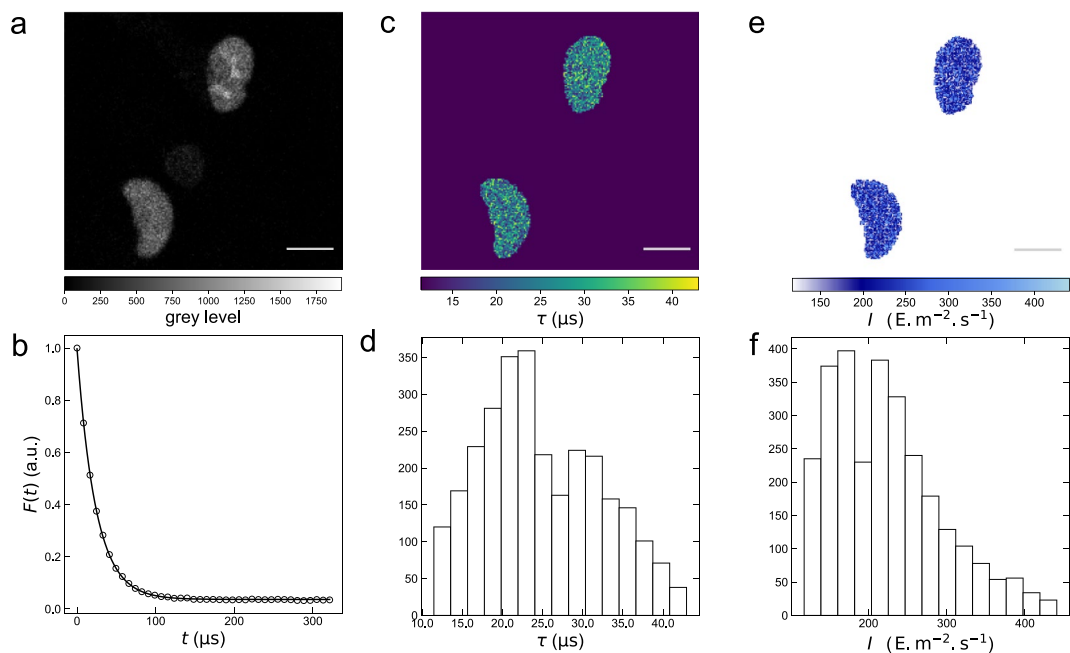 a
c
e
0 250 500 750 1000 1250 1500 1750
grey level
15 20 25 30 35 40
τ (μs)
150 200 250 300 350 400
I (E.m⁻².s⁻¹)
b
1.0
0.8
0.6
0.4
0.2
0.0
F(t) (a.u.)
0 100 200 300
t (μs)
d
350
300
250
200
150
100
50
0
10.0 15.0 20.0 25.0 30.0 35.0 40.0
τ (μs)
f
400
350
300
250
200
150
100
50
0
200 300 400
I (E.m⁻².s⁻¹)